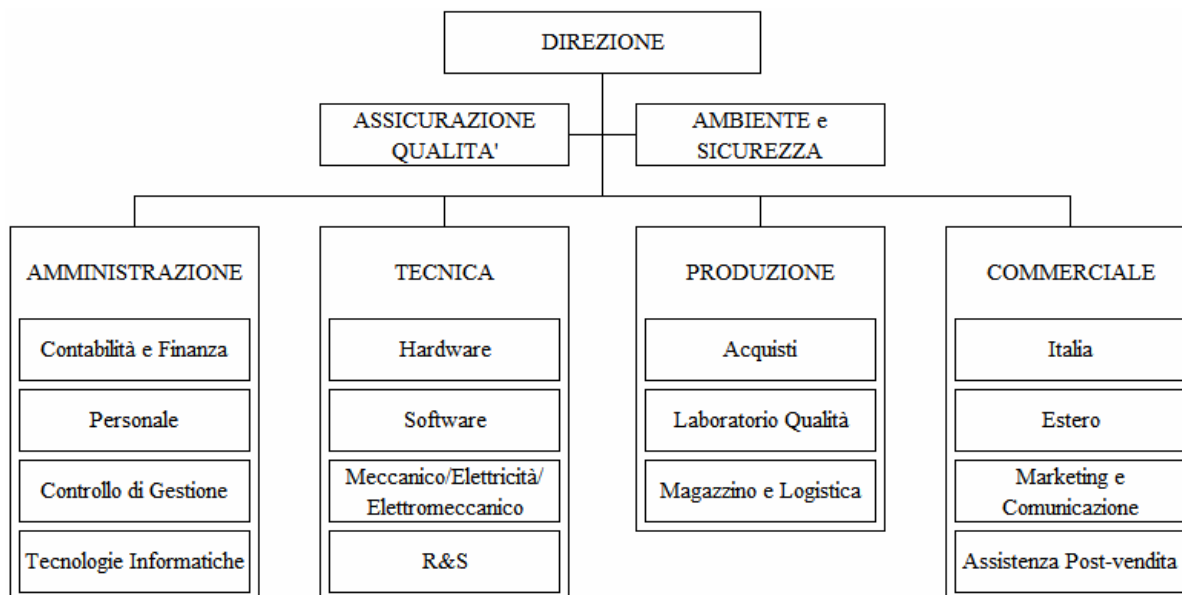 DIREZIONE
ASSICURAZIONE
QUALITA'
AMBIENTE e
SICUREZZA
AMMINISTRAZIONE
Contabilità e Finanza
Personale
Controllo di Gestione
Tecnologie Informatiche
TECNICA
Hardware
Software
Meccanico/Elettricità/
Elettromeccanico
R&S
PRODUZIONE
Acquisti
Laboratorio Qualità
Magazzino e Logistica
COMMERCIALE
Italia
Estero
Marketing e
Comunicazione
Assistenza Post-vendita